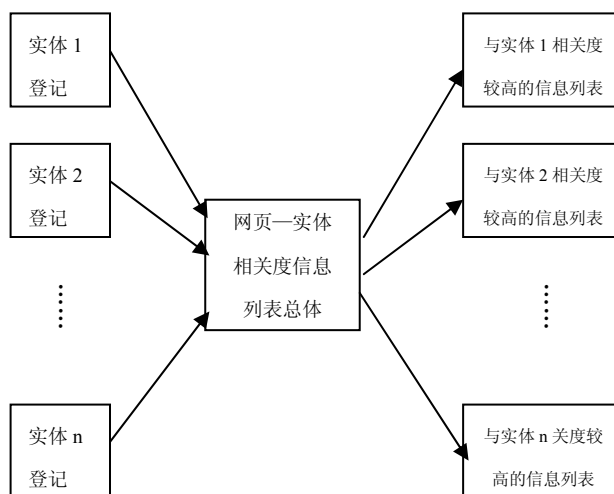 实体 1
登记
与实体 1 相关度
较高的信息列表
实体 2
登记
与实体 2 相关度
较高的信息列表
网页—实体
相关度信息
列表总体
实体 n
登记
与实体 n 关度较
高的信息列表